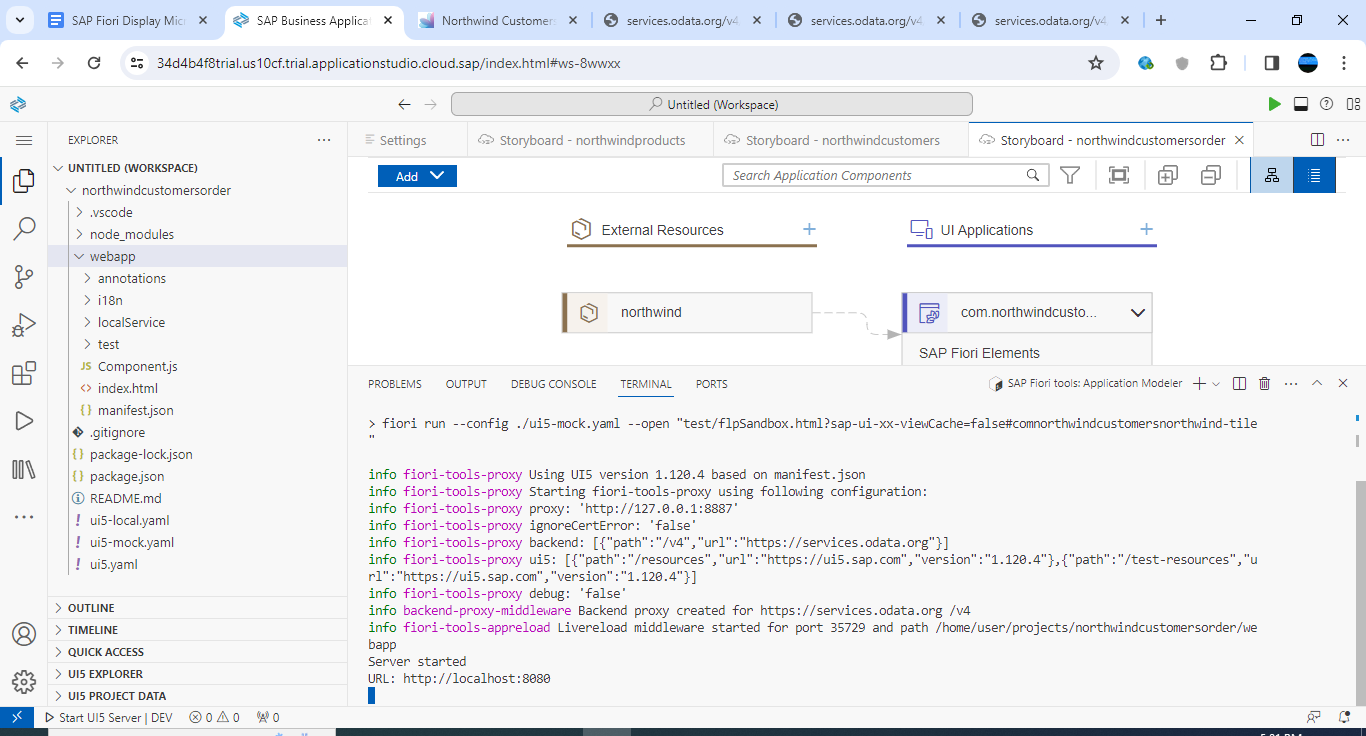 SAP Fiori Display Mic
SAP Business Applica
Northwind Customers
services.odata.org/v4
services.odata.org/v4
services.odata.org/v4
34d4b4f8trial.us10cf.trial.applicationstudio.cloud.sap/index.html#ws-8wwxx
Untitled (Workspace)
EXPLORER
Settings
Storyboard - northwindproducts
Storyboard - northwindcustomers
Storyboard - northwindcustomersorder
UNTITLED (WORKSPACE)
northwindcustomersorder
.vscode
node_modules
webapp
annotations
i18n
localService
test
JS Component.js
<> index.html
{} manifest.json
.gitignore
{} package-lock.json
{} package.json
README.md
! ui5-local.yaml
! ui5-mock.yaml
! ui5.yaml
OUTLINE
TIMELINE
QUICK ACCESS
UI5 EXPLORER
UI5 PROJECT DATA
Add
Search Application Components
External Resources +
UI Applications +
northwind
com.northwindcusto...
SAP Fiori Elements
PROBLEMS OUTPUT DEBUG CONSOLE TERMINAL PORTS
SAP Fiori tools: Application Modeler
> fiori run --config ./ui5-mock.yaml --open "test/flpSandbox.html?sap-ui-xx-viewCache=false#comnorthwindcustomersnorthwind-tile
"
info fiori-tools-proxy Using UI5 version 1.120.4 based on manifest.json
info fiori-tools-proxy Starting fiori-tools-proxy using following configuration:
info fiori-tools-proxy proxy: 'http://127.0.0.1:8887'
info fiori-tools-proxy ignoreCertError: 'false'
info fiori-tools-proxy backend: [{"path":"/v4","url":"https://services.odata.org"}]
info fiori-tools-proxy ui5: [{"path":"/resources","url":"https://ui5.sap.com","version":"1.120.4"},{"path":"/test-resources","u
rl":"https://ui5.sap.com","version":"1.120.4"}]
info fiori-tools-proxy debug: 'false'
info backend-proxy-middleware Backend proxy created for https://services.odata.org /v4
info fiori-tools-appreload Livereload middleware started for port 35729 and path /home/user/projects/northwindcustomersorder/we
bapp
Server started
URL: http://localhost:8080
Start UI5 Server | DEV
0 0
0